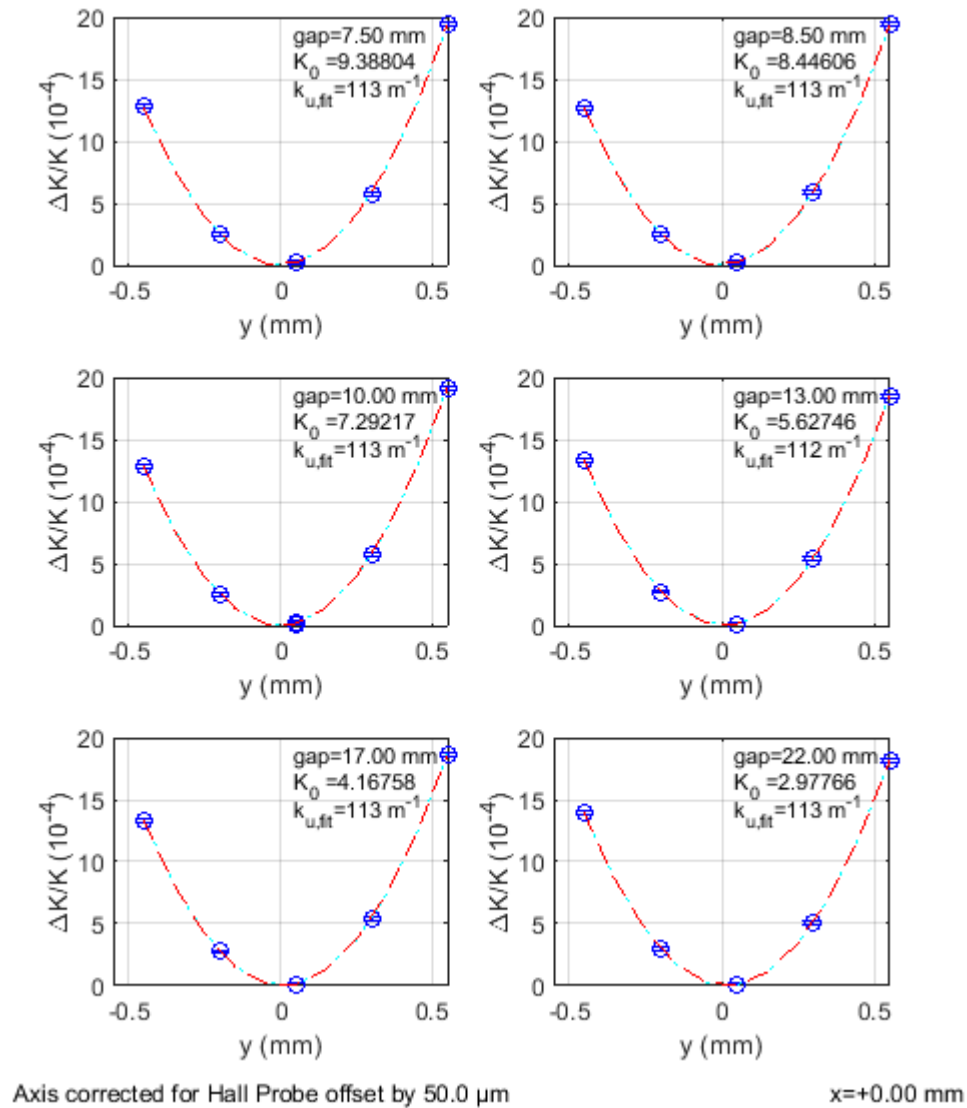 20
15
10
5
0
ΔK/K (10⁻⁴)
gap=7.50 mm
K₀ =9.38804
k_u,fit=113 m⁻¹
-0.5
0
0.5
y (mm)
20
15
10
5
0
ΔK/K (10⁻⁴)
gap=8.50 mm
K₀ =8.44606
k_u,fit=113 m⁻¹
-0.5
0
0.5
y (mm)
20
15
10
5
0
ΔK/K (10⁻⁴)
gap=10.00 mm
K₀ =7.29217
k_u,fit=113 m⁻¹
-0.5
0
0.5
y (mm)
20
15
10
5
0
ΔK/K (10⁻⁴)
gap=13.00 mm
K₀ =5.62746
k_u,fit=112 m⁻¹
-0.5
0
0.5
y (mm)
20
15
10
5
0
ΔK/K (10⁻⁴)
gap=17.00 mm
K₀ =4.16758
k_u,fit=113 m⁻¹
-0.5
0
0.5
y (mm)
20
15
10
5
0
ΔK/K (10⁻⁴)
gap=22.00 mm
K₀ =2.97766
k_u,fit=113 m⁻¹
-0.5
0
0.5
y (mm)
Axis corrected for Hall Probe offset by 50.0 μm
x=+0.00 mm